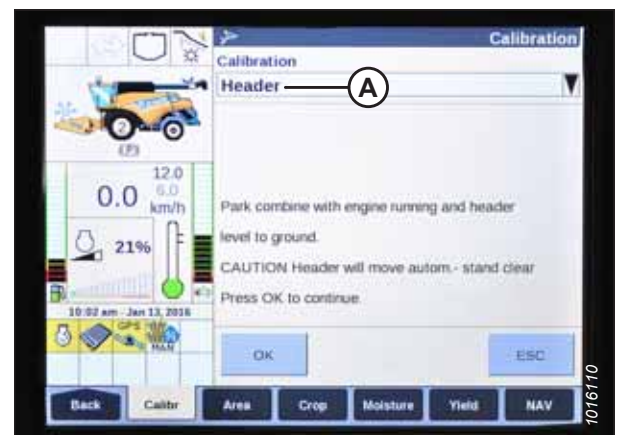 Calibration
Calibration
Header
A
2
(P)
12.0
6.0
0.0
km/h
21%
Park combine with engine running and header
level to ground.
CAUTION Header will move autom.- stand clear
Press OK to continue
10:02 am Jan 13, 2016
GPS
MAN
OK
ESC
Back
Calibr
Area
Crop
Moisture
Yield
NAV
1016110